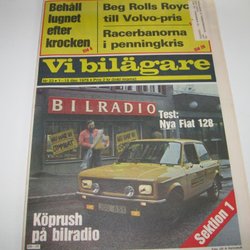 Behåll
lugnet
efter
krocken
Beg Rolls Royce
till Volvo-pris
Racerbanorna
i penningkris
Vi bilägare
BILRADIO
Test:
Nya Fiat 128
Köprush
på bilradio
Sektion 1